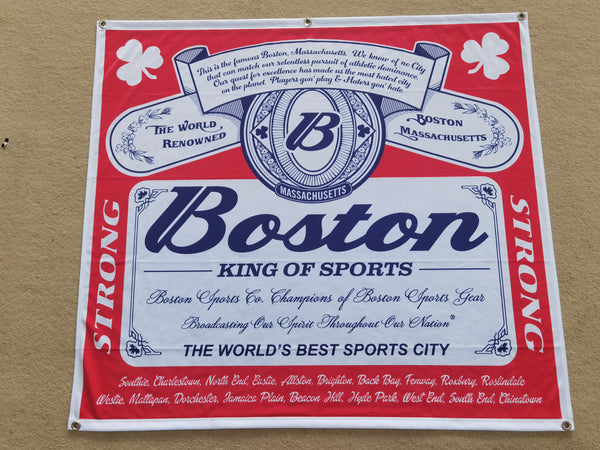 This is the famous Boston, Massachusetts. We know of no City
that can match our relentless pursuit of athletic dominance.
Our quest for excellence has made us the most hated city
on the planet. Players gon' play & Haters gon' hate.
THE WORLD
RENOWNED
B
BOSTON
MASSACHUSETTS
MASSACHUSETTS
STRONG
Boston
KING OF SPORTS
Boston Sports Co. Champions of Boston Sports Gear
Broadcasting Our Spirit Throughout Our Nation®
THE WORLD'S BEST SPORTS CITY
STRONG
Southie, Charlestown, North End, Eastie, Allston, Brighton, Back Bay, Fenway, Roxbury, Roslindale
Westie, Mattapan, Dorchester, Jamaica Plain, Beacon Hill, Hyde Park, West End, South End, Chinatown